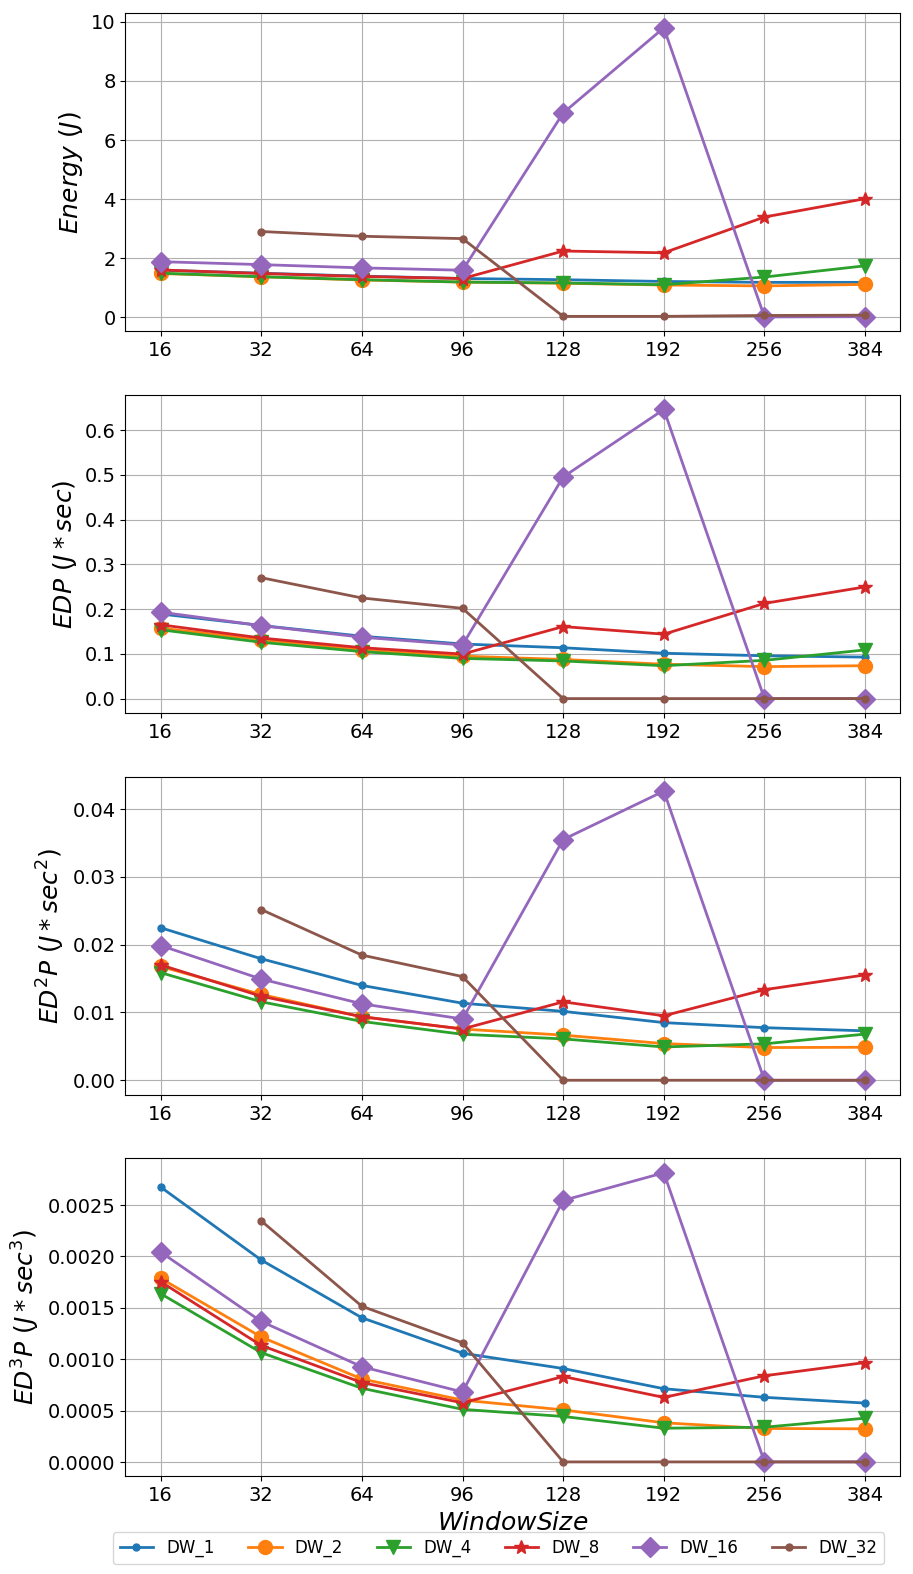 Energy (J)
10
8
6
4
2
0
16 32 64 96 128 192 256 384
EDP (J * sec)
0.6
0.5
0.4
0.3
0.2
0.1
0.0
16 32 64 96 128 192 256 384
ED²P (J * sec²)
0.04
0.03
0.02
0.01
0.00
16 32 64 96 128 192 256 384
ED³P (J * sec³)
0.0025
0.0020
0.0015
0.0010
0.0005
0.0000
16 32 64 96 128 192 256 384
WindowSize
DW_1 DW_2 DW_4 DW_8 DW_16 DW_32